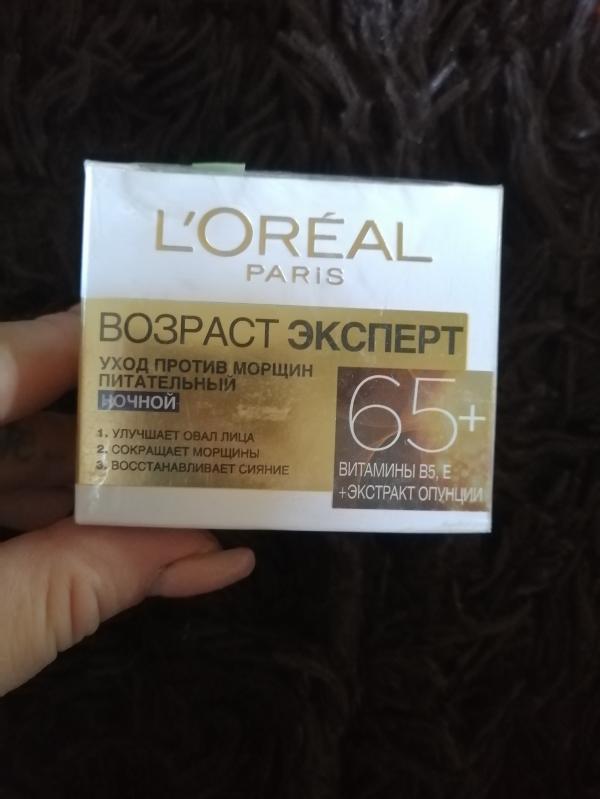 L'ORÉAL
PARIS
ВОЗРАСТ ЭКСПЕРТ
УХОД ПРОТИВ МОРЩИН
ПИТАТЕЛЬНЫЙ
НОЧНОЙ
1. УЛУЧШАЕТ ОВАЛ ЛИЦА
2. СОКРАЩАЕТ МОРЩИНЫ
3. ВОССТАНАВЛИВАЕТ СИЯНИЕ
65+
ВИТАМИНЫ B5, E
+ЭКСТРАКТ ОПУНЦИИ